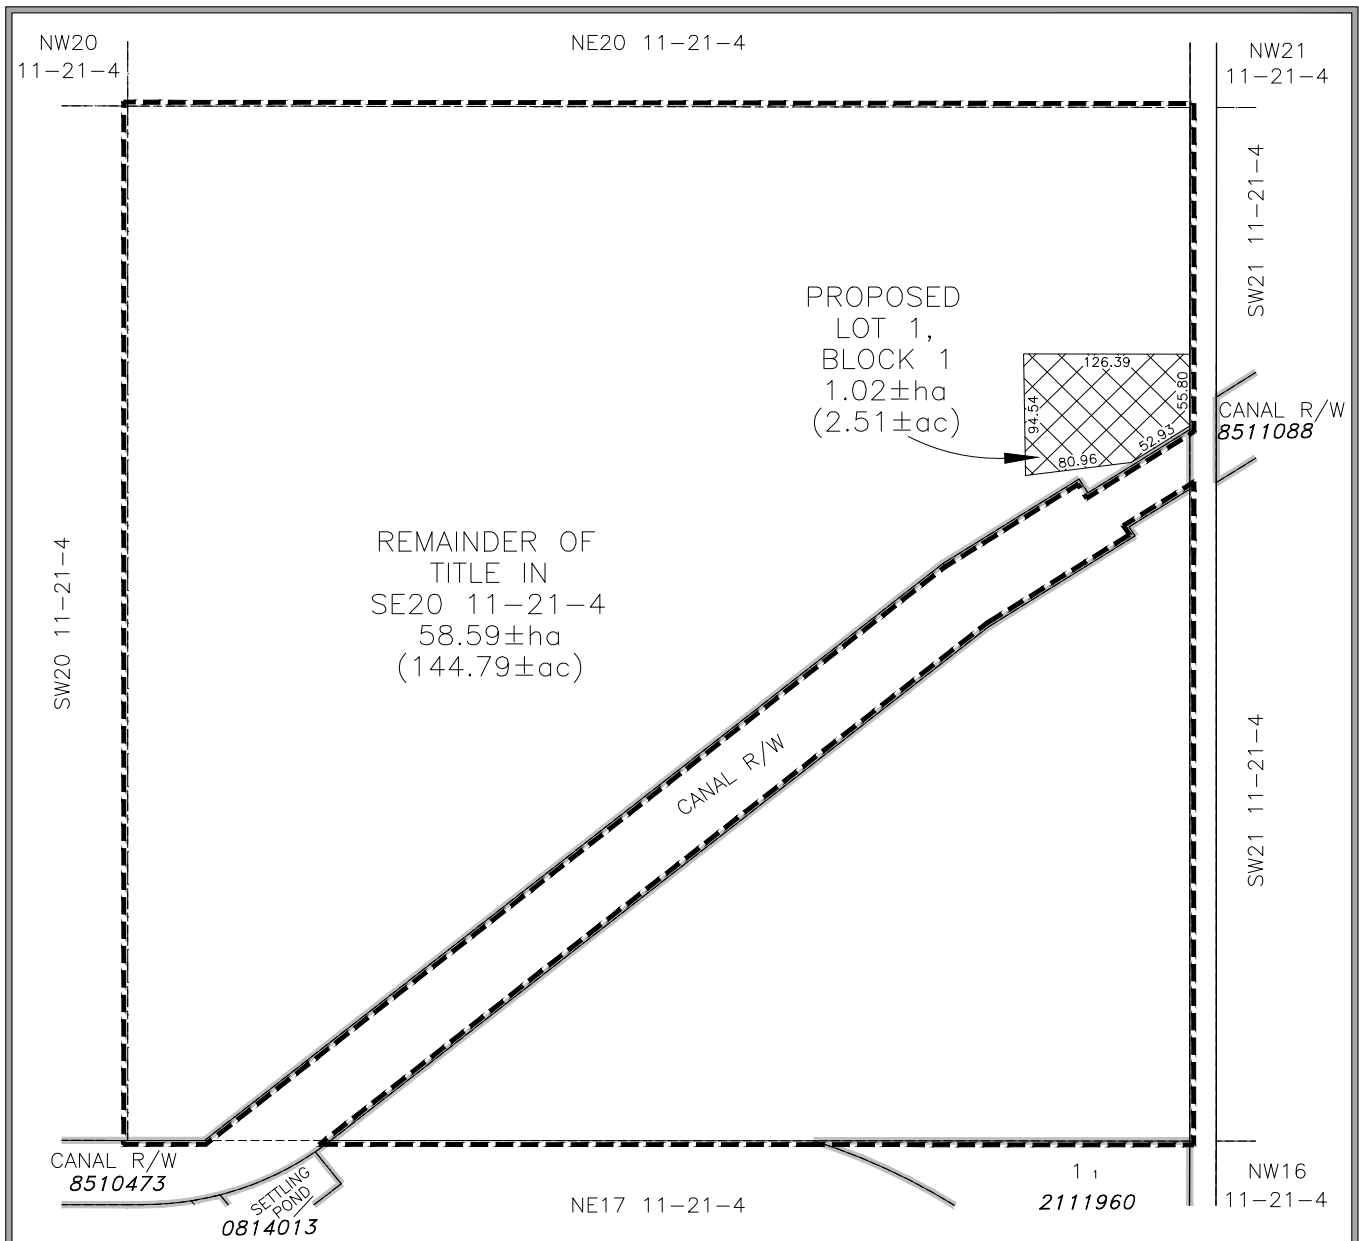 NW20
11-21-4
NE20 11-21-4
NW21
11-21-4
SW21 11-21-4
PROPOSED
LOT 1,
BLOCK 1
1.02±ha
(2.51±ac)
126.39
55.80
94.54
52.93
80.96
CANAL R/W
8511088
REMAINDER OF
TITLE IN
SE20 11-21-4
58.59±ha
(144.79±ac)
SW20 11-21-4
CANAL R/W
SW21 11-21-4
CANAL R/W
8510473
SETTLING
POND
0814013
NE17 11-21-4
1 1
2111960
NW16
11-21-4